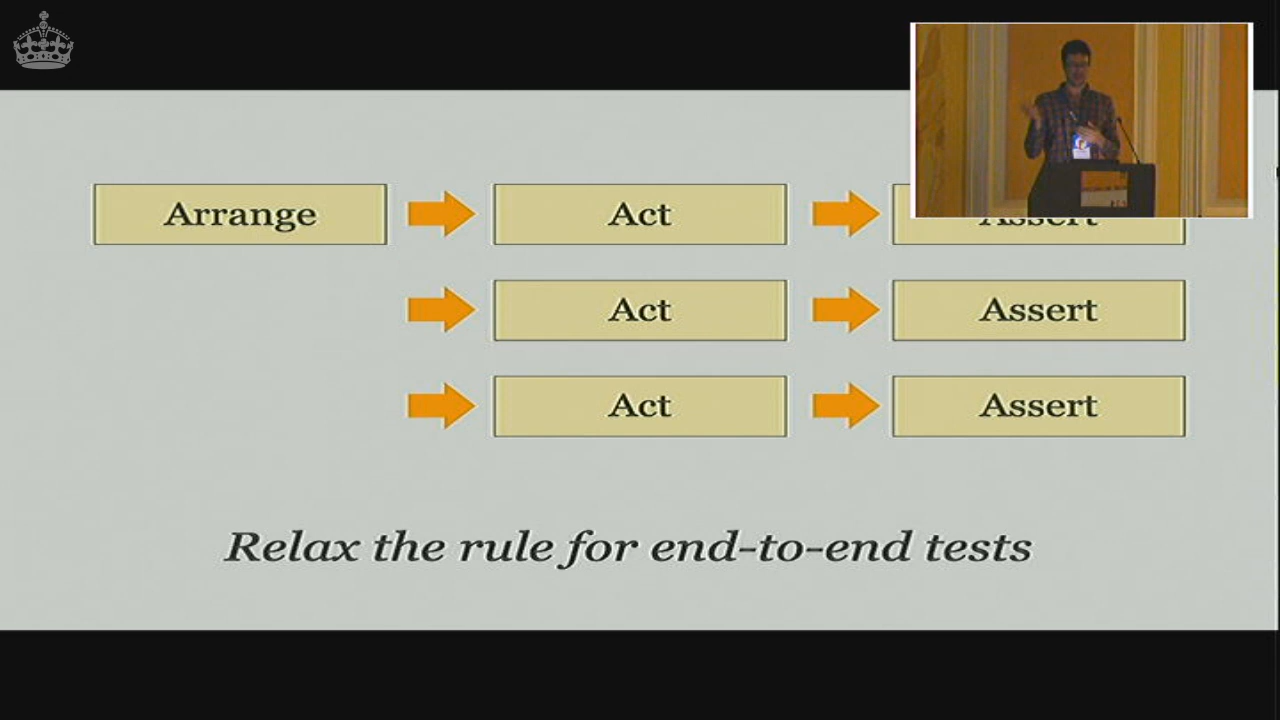 Arrange Act Assert
Act Assert
Act Assert
Relax the rule for end-to-end tests